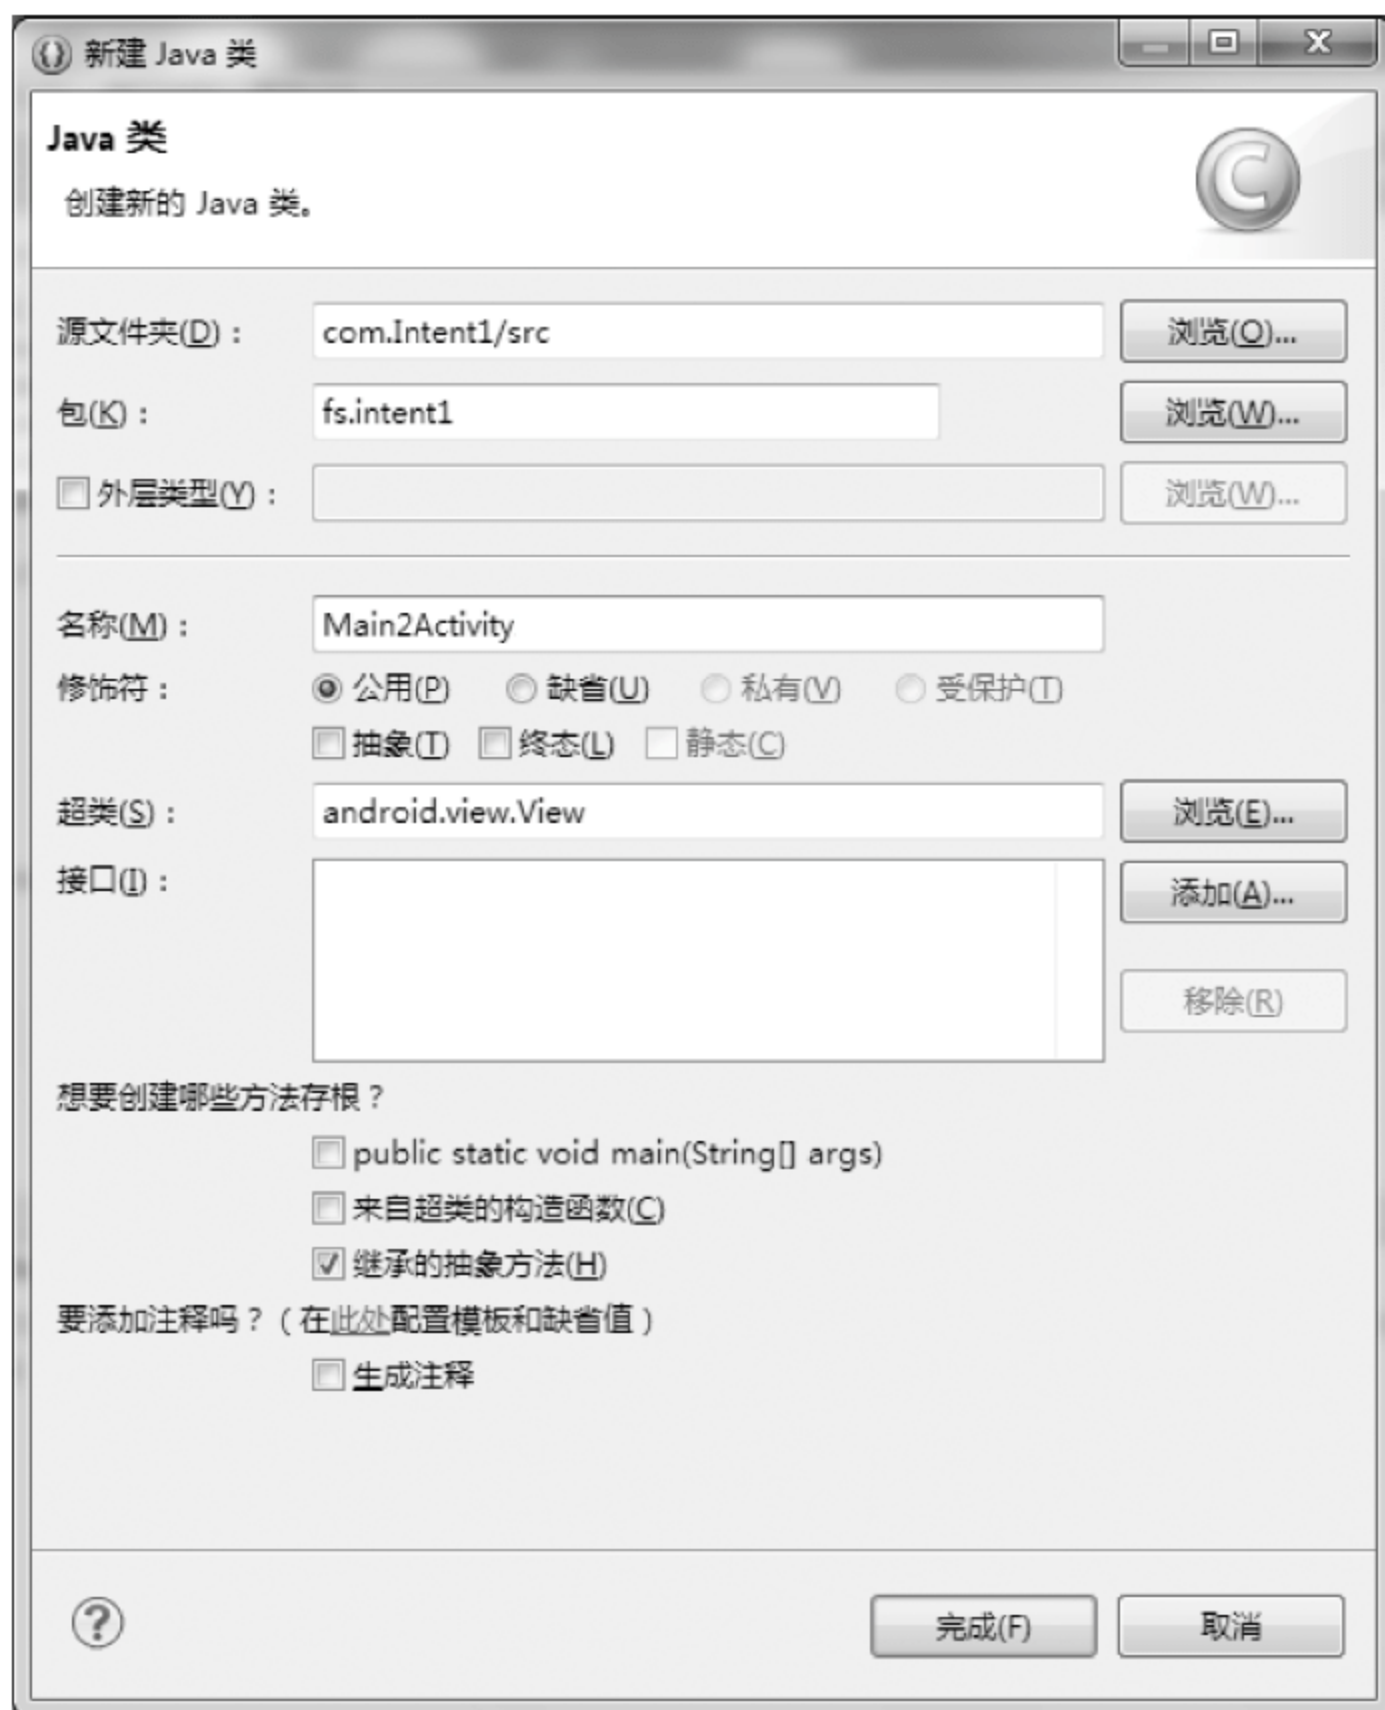 新建 Java 类
Java 类
创建新的 Java 类。
源文件夹(D)： com.Intent1/src 浏览(O)...
包(K)： fs.intent1 浏览(W)...
外层类型(Y)： 浏览(W)...
名称(M)： Main2Activity
修饰符： 公用(P) 缺省(U) 私有(V) 受保护(T)
抽象(T) 终态(L) 静态(C)
超类(S)： android.view.View 浏览(E)...
接口(I)： 添加(A)...
移除(R)
想要创建哪些方法存根？
public static void main(String[] args)
来自超类的构造函数(C)
继承的抽象方法(H)
要添加注释吗？（在此处配置模板和缺省值）
生成注释
完成(F) 取消